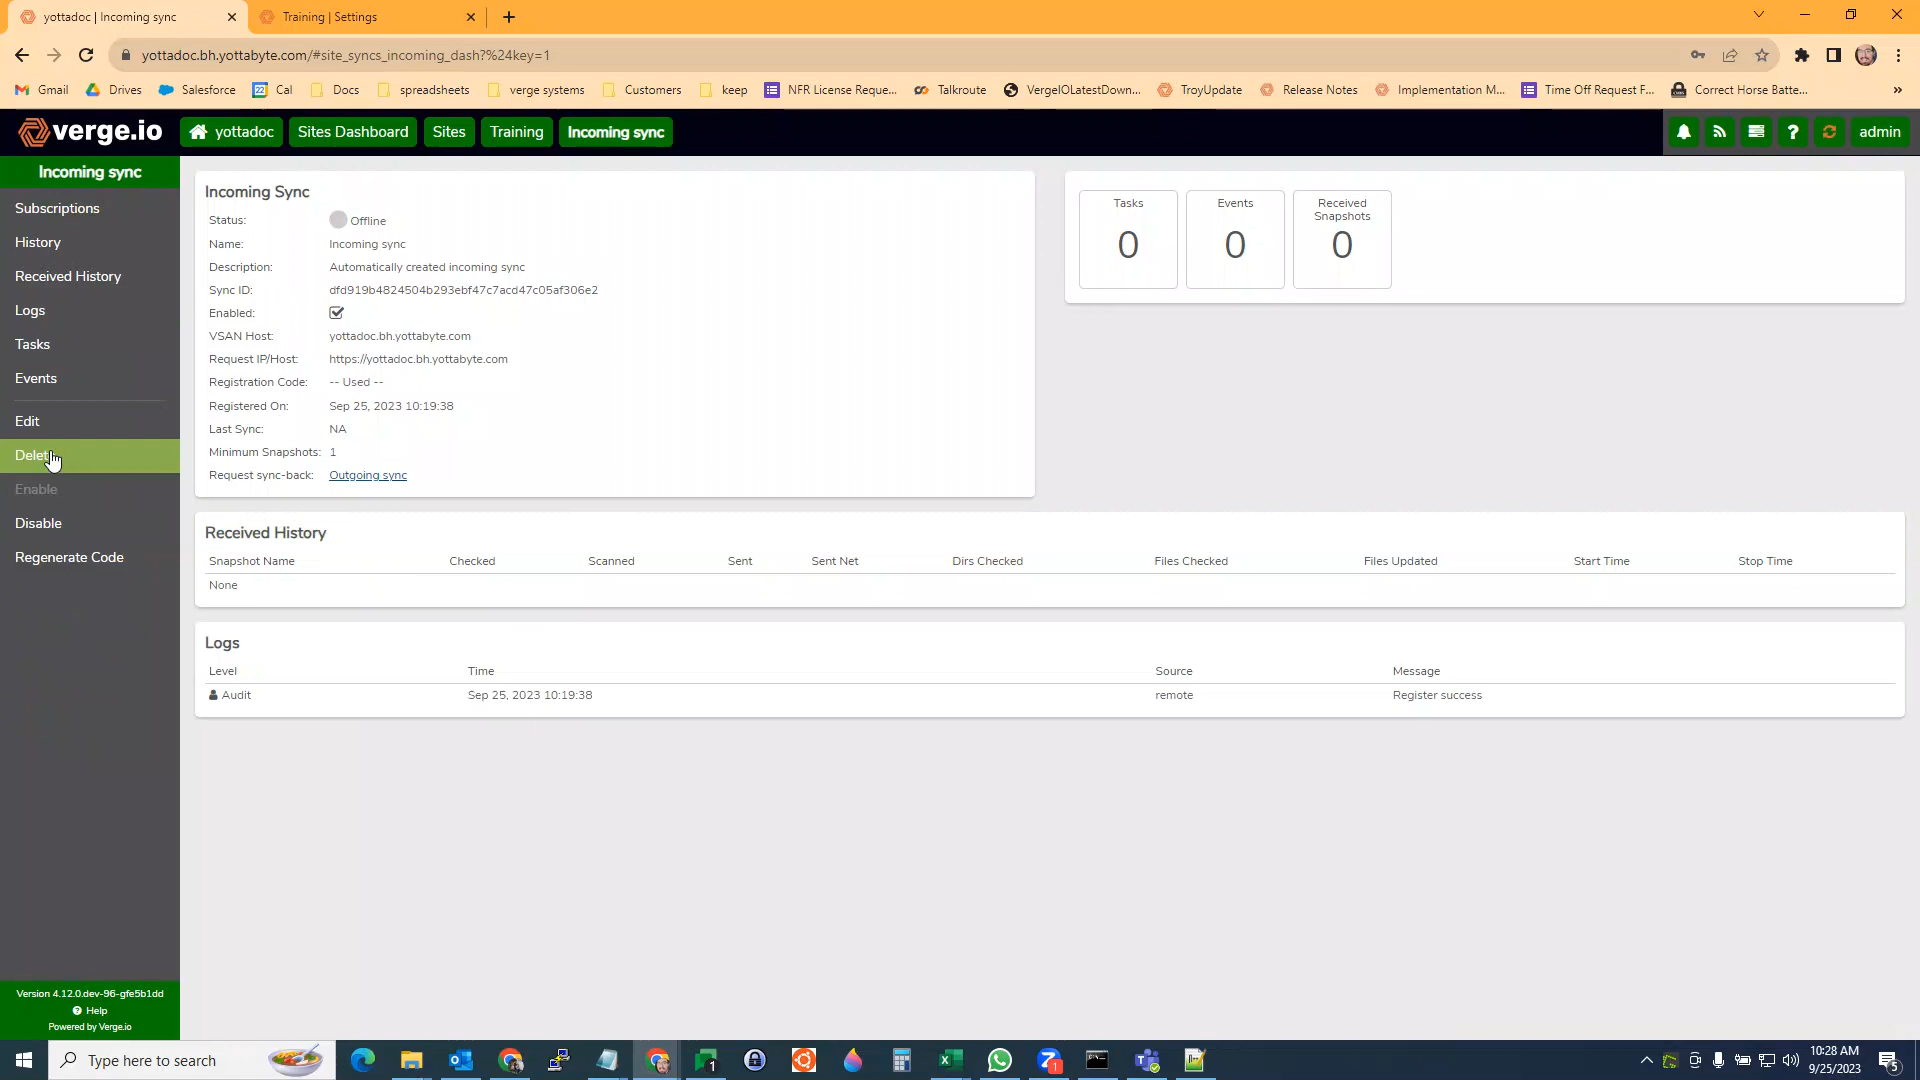 yottadoc | Incoming sync
Training | Settings
yottadoc.bh.yottabyte.com/#site_syncs_incoming_dash?%24key=1
Gmail
Drives
Salesforce
22
Cal
Docs
spreadsheets
verge systems
Customers
keep
NFR License Reque...
Talkroute
VergeIOLatestDown...
TroyUpdate
Release Notes
Implementation M...
Time Off Request F...
Correct Horse Batte...
verge.io
yottadoc
Sites Dashboard
Sites
Training
Incoming sync
admin
Incoming sync
Subscriptions
History
Received History
Logs
Tasks
Events
Edit
Delet
Enable
Disable
Regenerate Code
Incoming Sync
Status: Offline
Name: Incoming sync
Description: Automatically created incoming sync
Sync ID: dfd919b4824504b293ebf47c7acd47c05af306e2
Enabled:
VSAN Host: yottadoc.bh.yottabyte.com
Request IP/Host: https://yottadoc.bh.yottabyte.com
Registration Code: -- Used --
Registered On: Sep 25, 2023 10:19:38
Last Sync: NA
Minimum Snapshots: 1
Request sync-back: Outgoing sync
Tasks
0
Events
0
Received
Snapshots
0
Received History
Snapshot Name Checked Scanned Sent Sent Net Dirs Checked Files Checked Files Updated Start Time Stop Time
None
Logs
Level Time Source Message
Audit Sep 25, 2023 10:19:38 remote Register success
Version 4.12.0.dev-96-gfe5b1dd
Help
Powered by Verge.io
Type here to search
1
1
10:28 AM
9/25/2023
5